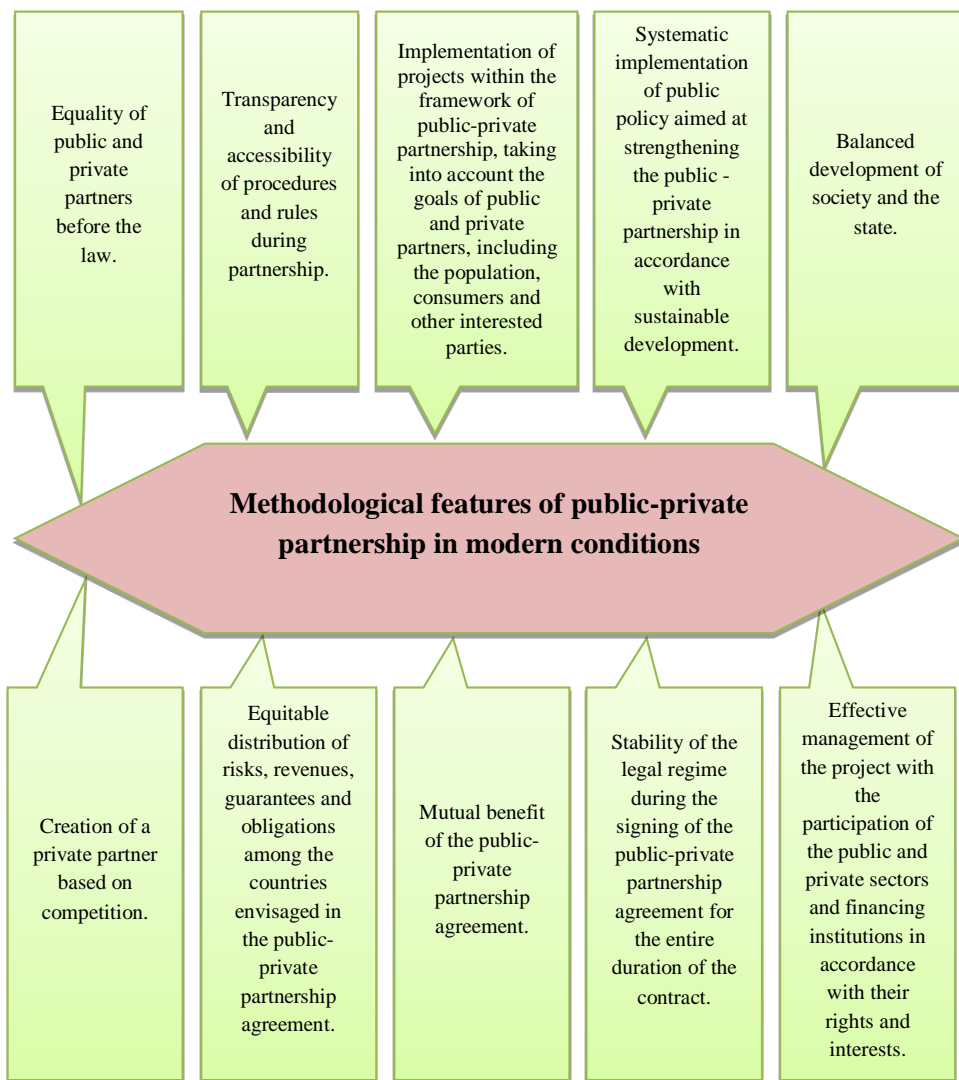 Equality of
public and
private
partners
before the
law.
Transparency
and
accessibility
of procedures
and rules
during
partnership.
Implementation of
projects within the
framework of
public-private
partnership, taking
into account the
goals of public
and private
partners, including
the population,
consumers and
other interested
parties.
Systematic
implementation
of public
policy aimed at
strengthening
the public -
private
partnership in
accordance
with
sustainable
development.
Balanced
development of
society and the
state.
Methodological features of public-private
partnership in modern conditions
Creation of a
private partner
based on
competition.
Equitable
distribution of
risks, revenues,
guarantees and
obligations
among the
countries
envisaged in
the public-
private
partnership
agreement.
Mutual benefit
of the public-
private
partnership
agreement.
Stability of the
legal regime
during the
signing of the
public-private
partnership
agreement for
the entire
duration of the
contract.
Effective
management of
the project with
the
participation of
the public and
private sectors
and financing
institutions in
accordance
with their
rights and
interests.